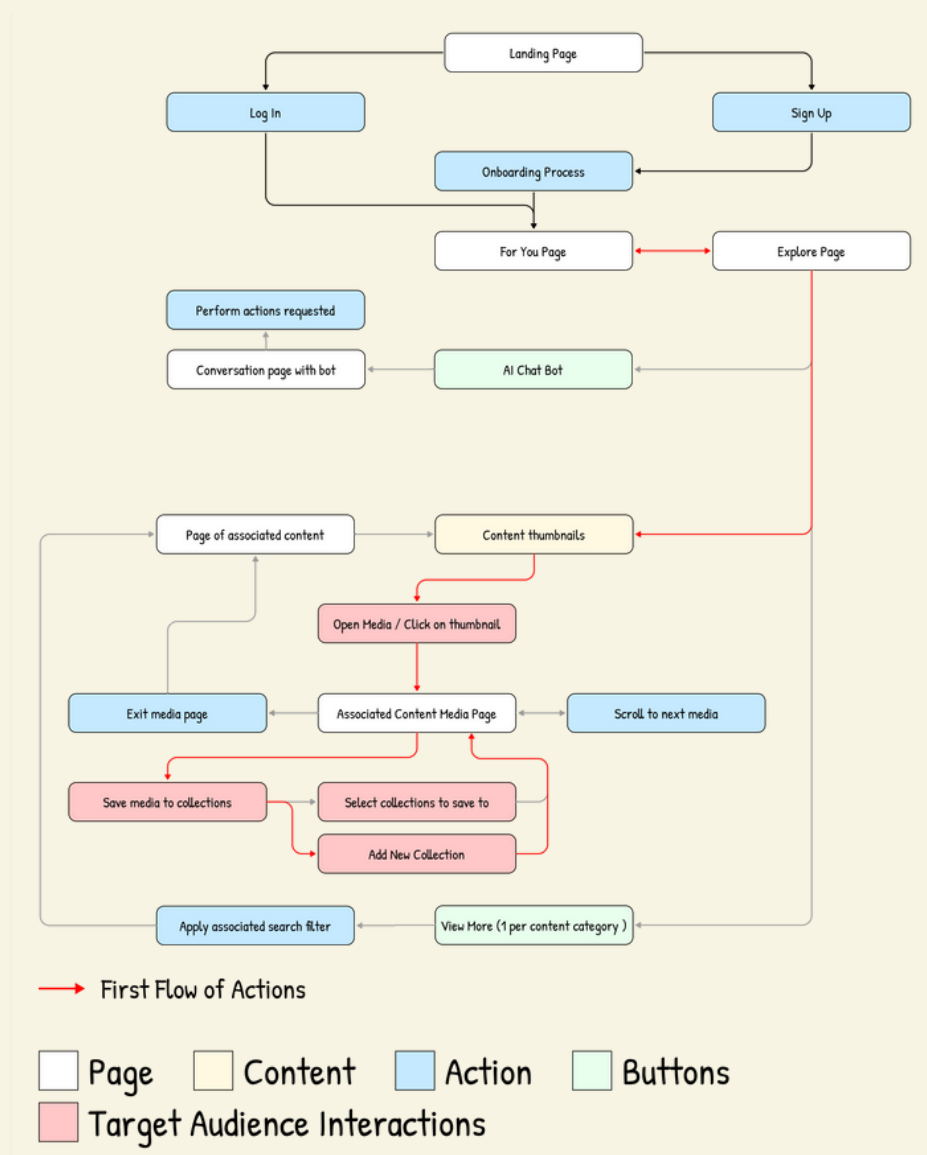 Landing Page
Log In
Sign Up
Onboarding Process
For You Page
Explore Page
Perform actions requested
Conversation page with bot
AI Chat Bot
Page of associated content
Content thumbnails
Open Media / Click on thumbnail
Exit media page
Associated Content Media Page
Scroll to next media
Save media to collections
Select collections to save to
Add New Collection
Apply associated search filter
View More (1 per content category )
First Flow of Actions
Page
Content
Action
Buttons
Target Audience Interactions